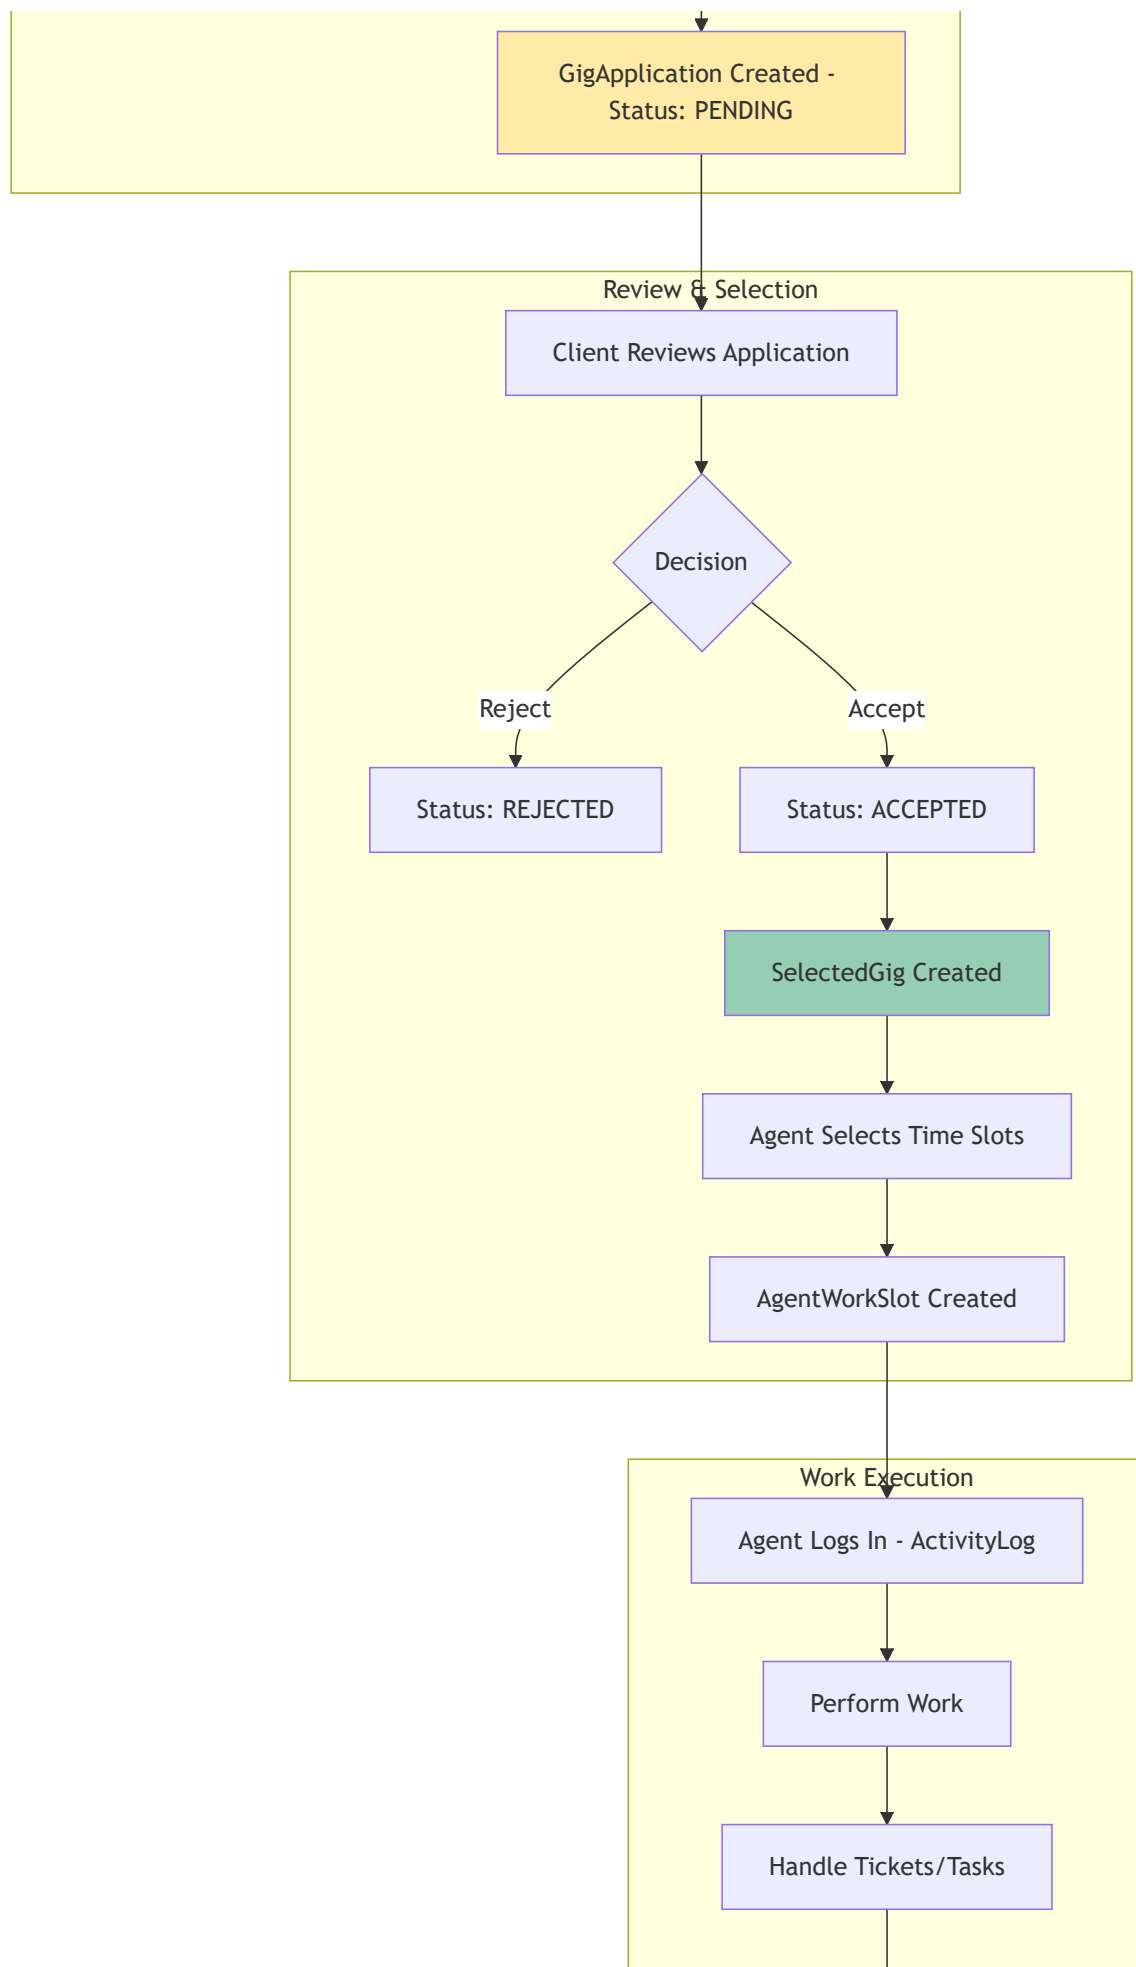 GigApplication Created -
Status: PENDING
Review & Selection
Client Reviews Application
Decision
Reject
Accept
Status: REJECTED
Status: ACCEPTED
SelectedGig Created
Agent Selects Time Slots
AgentWorkSlot Created
Work Execution
Agent Logs In - ActivityLog
Perform Work
Handle Tickets/Tasks